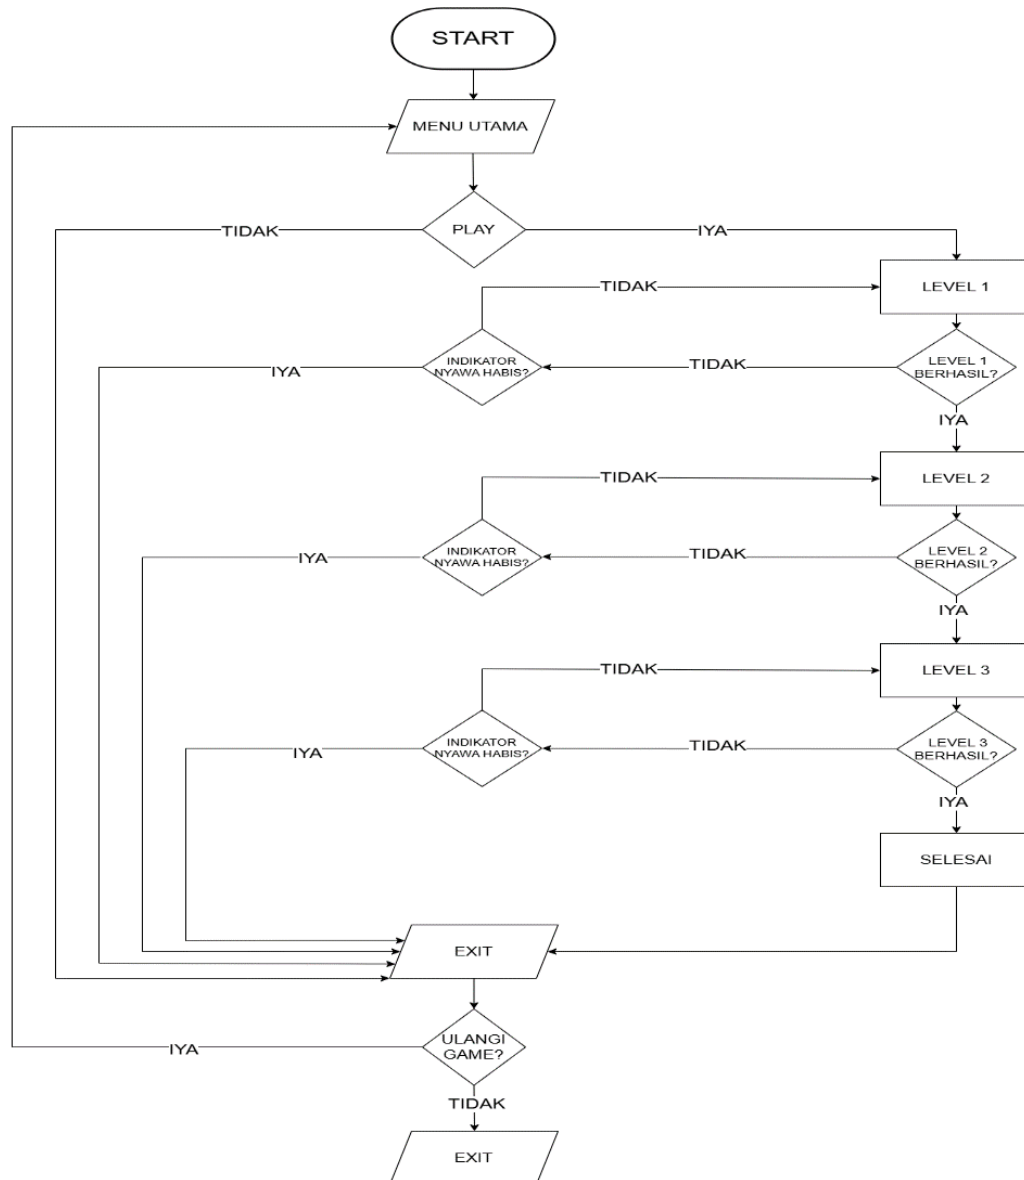 START
MENU UTAMA
PLAY
TIDAK
IYA
LEVEL 1
TIDAK
INDIKATOR
NYAWA HABIS?
IYA
TIDAK
LEVEL 1
BERHASIL?
IYA
LEVEL 2
TIDAK
INDIKATOR
NYAWA HABIS?
IYA
TIDAK
LEVEL 2
BERHASIL?
IYA
LEVEL 3
TIDAK
INDIKATOR
NYAWA HABIS?
IYA
TIDAK
LEVEL 3
BERHASIL?
IYA
SELESAI
EXIT
ULANGI
GAME?
IYA
TIDAK
EXIT